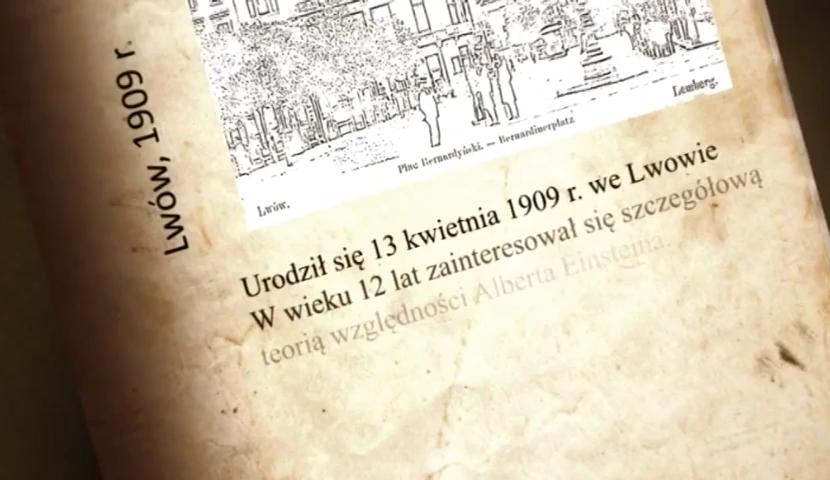 Lwów, 1909 r.
Plac Bernardyński. — Bernardinerplatz
Lwów.
Lemberg.
Urodził się 13 kwietnia 1909 r. we Lwowie
W wieku 12 lat zainteresował się szczegółową
teorią względności Alberta Einsteina.